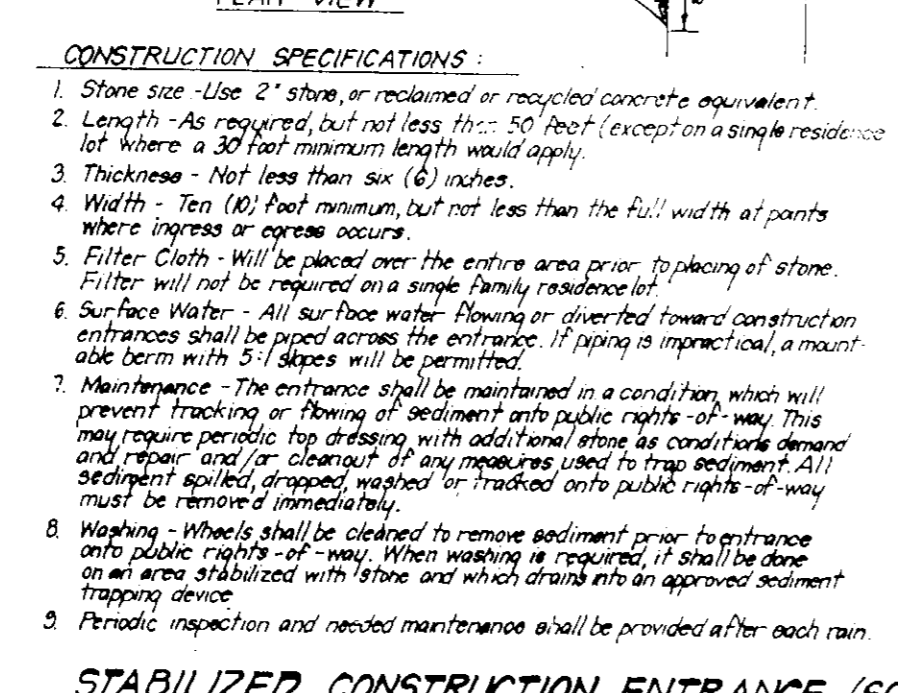 PLAN VIEW
CONSTRUCTION SPECIFICATIONS :
1. Stone size - Use 2" stone, or reclaimed or recycled concrete equivalent.
2. Length - As required, but not less than 50 feet (except on a single residence
lot where a 30 foot minimum length would apply.
3. Thickness - Not less than six (6) inches.
4. Width - Ten (10) foot minimum, but not less than the full width at points
where ingress or egress occurs.
5. Filter Cloth - Will be placed over the entire area prior to placing of stone.
Filter will not be required on a single family residence lot.
6. Surface Water - All surface water flowing or diverted toward construction
entrances shall be piped across the entrance. If piping is impractical, a mount-
able berm with 5:1 slopes will be permitted.
7. Maintenance - The entrance shall be maintained in a condition which will
prevent tracking or flowing of sediment onto public rights-of-way. This
may require periodic top dressing with additional stone as conditions demand
and repair and/or cleanout of any measures used to trap sediment. All
sediment spilled, dropped, washed or tracked onto public rights-of-way
must be removed immediately.
8. Washing - Wheels shall be cleaned to remove sediment prior to entrance
onto public rights-of-way. When washing is required, it shall be done
on an area stabilized with stone and which drains into an approved sediment
trapping device
9. Periodic inspection and needed maintenance shall be provided after each rain.
STABILIZED CONSTRUCTION ENTRANCE